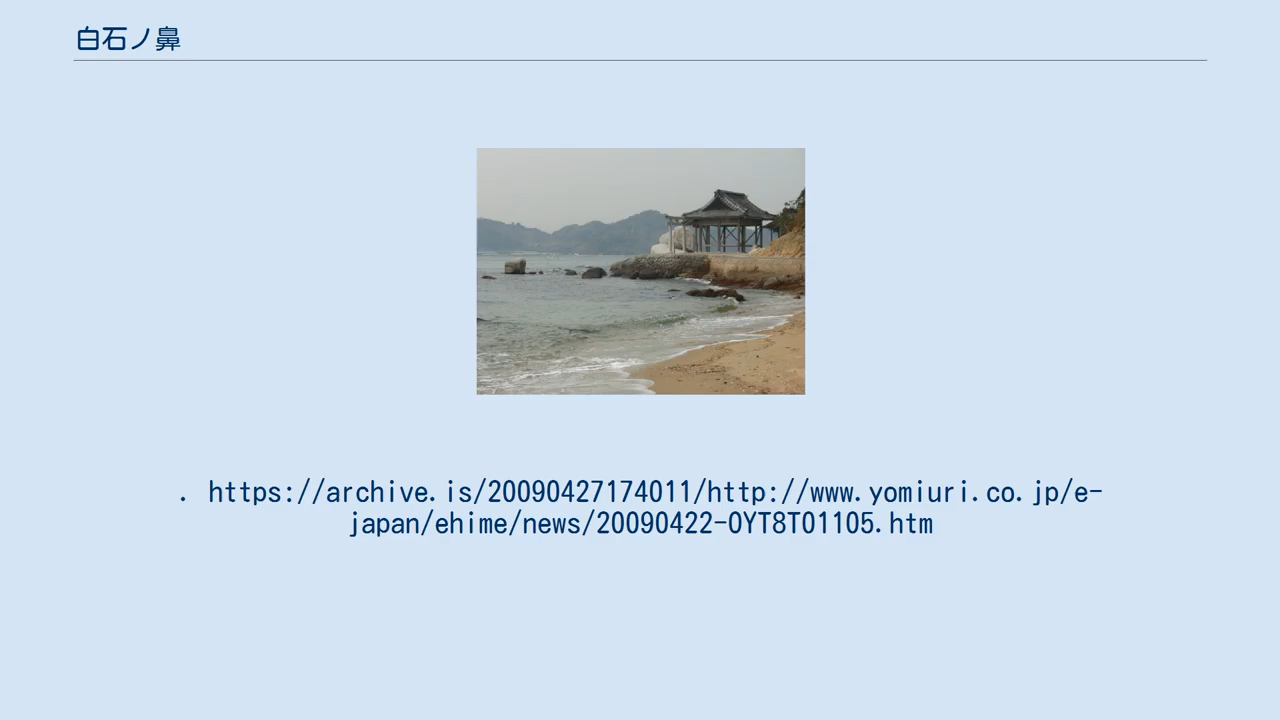 白石ノ鼻
. https://archive.is/20090427174011/http://www.yomiuri.co.jp/e-
japan/ehime/news/20090422-OYT8T01105.htm